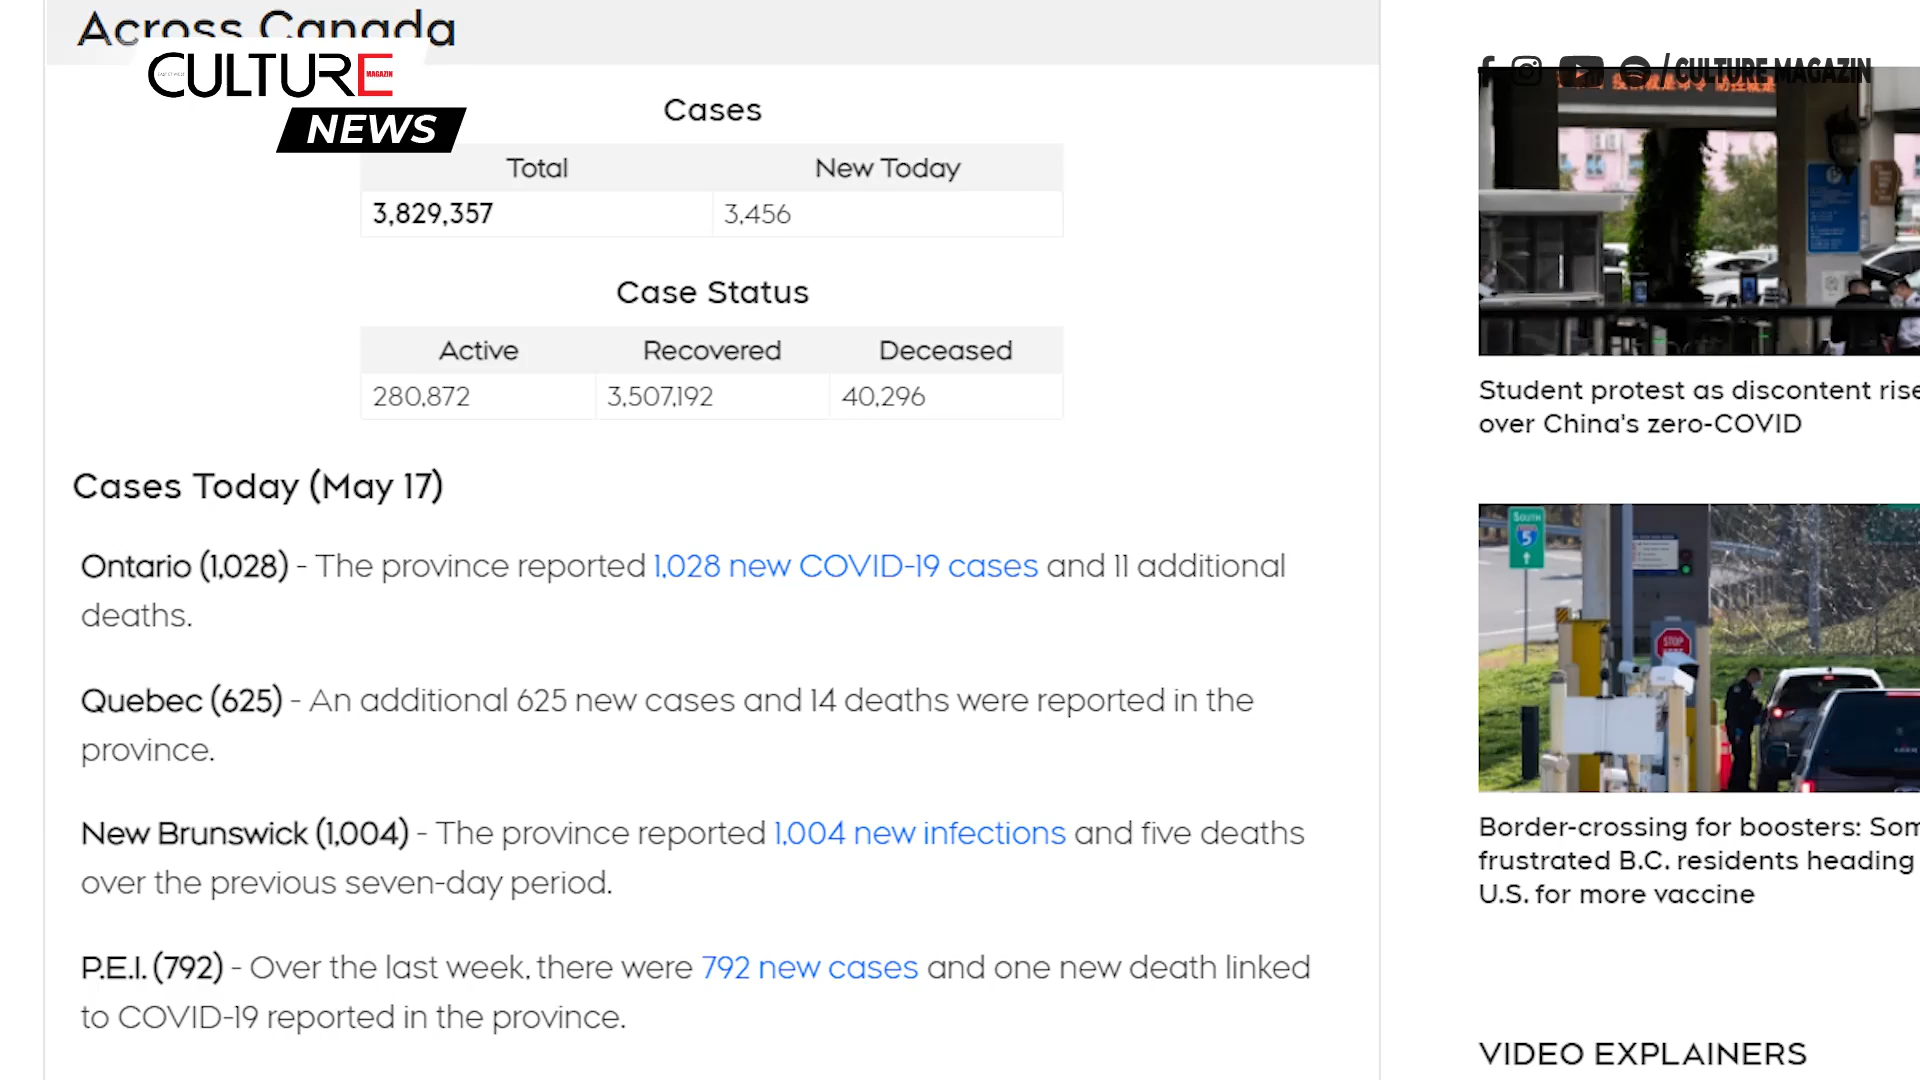 Across Canada
CULTURE
MAGAZIN
NEWS
/ CULTURE MAGAZIN
Cases
Total New Today
3,829,357 3,456
Case Status
Active Recovered Deceased
280,872 3,507,192 40,296
Cases Today (May 17)
Ontario (1,028) - The province reported 1,028 new COVID-19 cases and 11 additional
deaths.
Quebec (625) - An additional 625 new cases and 14 deaths were reported in the
province.
New Brunswick (1,004) - The province reported 1,004 new infections and five deaths
over the previous seven-day period.
P.E.I. (792) - Over the last week, there were 792 new cases and one new death linked
to COVID-19 reported in the province.
Student protest as discontent rise
over China's zero-COVID
SOUTH
5
STOP
Border-crossing for boosters: Som
frustrated B.C. residents heading
U.S. for more vaccine
VIDEO EXPLAINERS